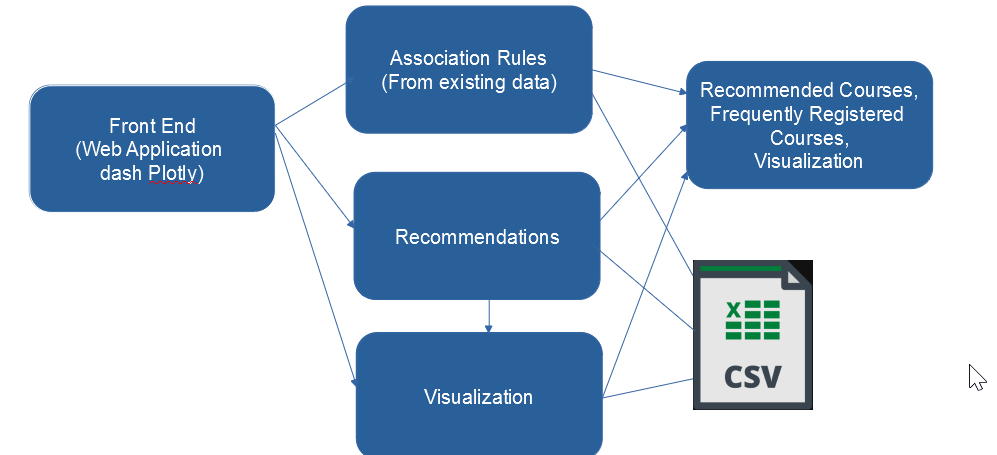 Front End
(Web Application
dash Plotly)
Association Rules
(From existing data)
Recommendations
Visualization
Recommended Courses,
Frequently Registered
Courses,
Visualization
X
CSV